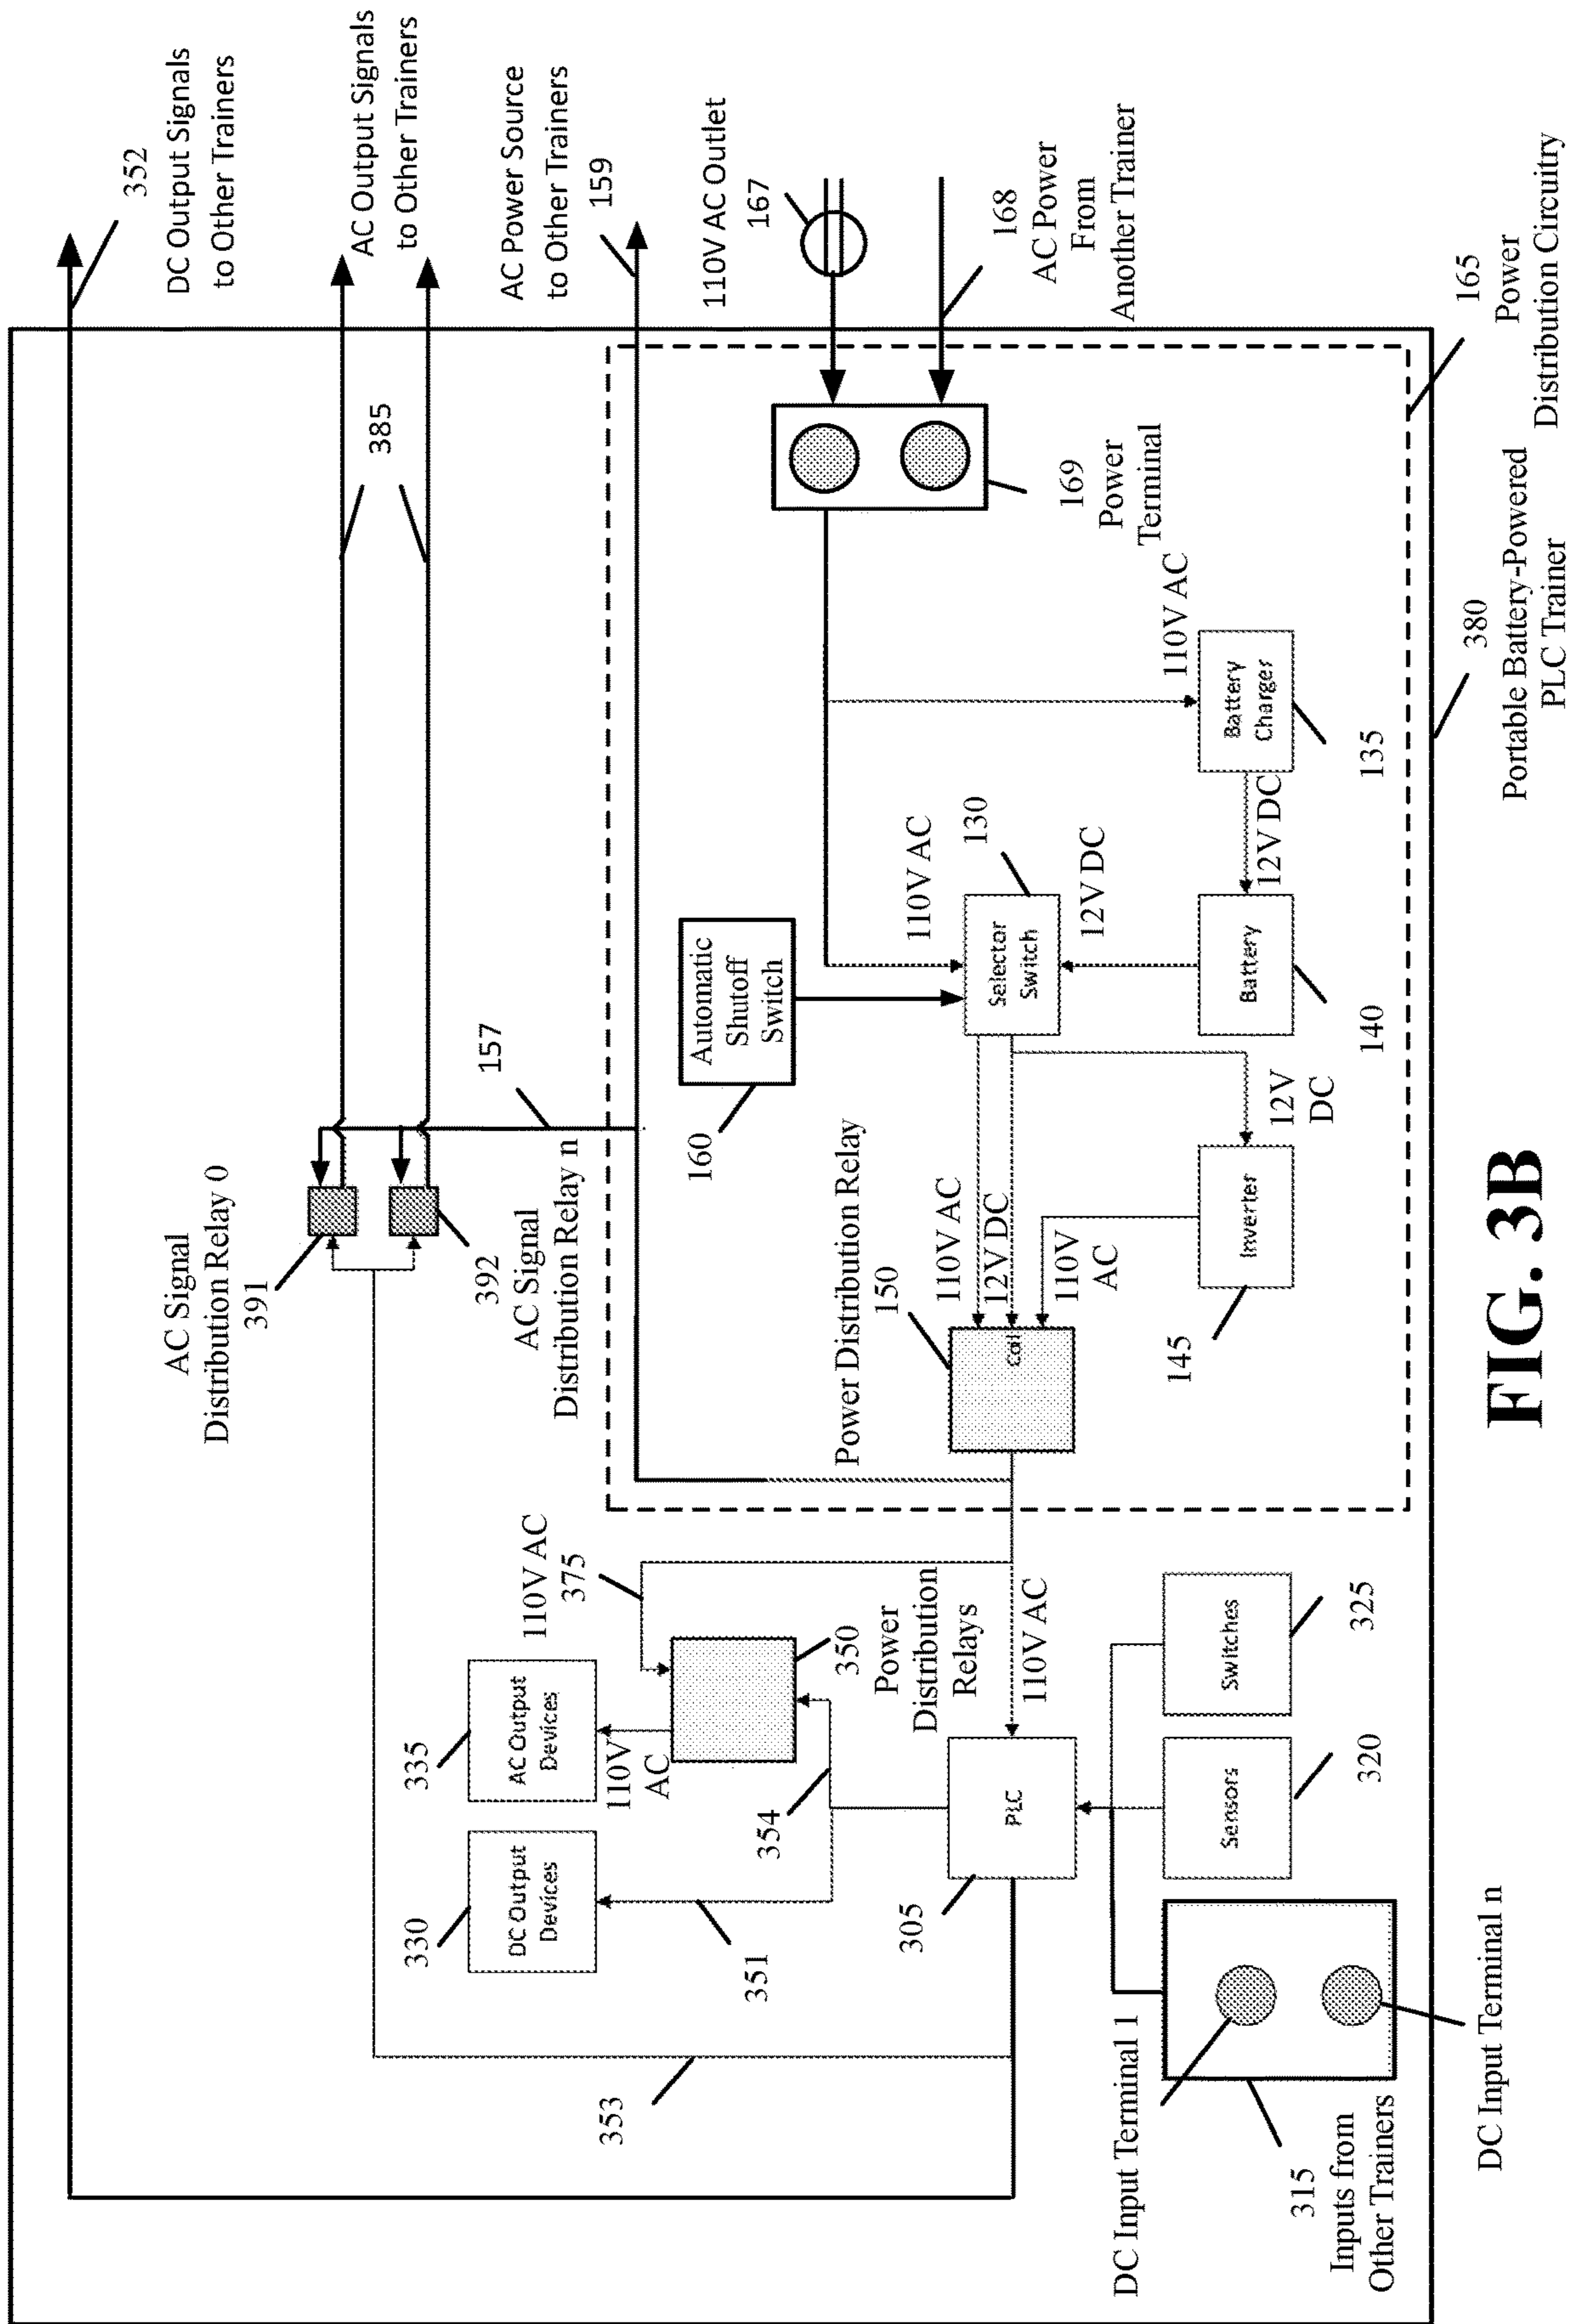 352
DC Output Signals
to Other Trainers
AC Output Signals
to Other Trainers
385
AC Power Source
to Other Trainers
159
110V AC Outlet
167
168
AC Power
From
Another Trainer
165
Power
Distribution Circuitry
380
Portable Battery-Powered
PLC Trainer
169
Power
Terminal
110V AC
Battery
Charger
135
12V DC
Battery
140
110V AC
130
Selector
Switch
12V DC
Automatic
Shutoff
Switch
160
157
AC Signal
Distribution Relay 0
391
392
AC Signal
Distribution Relay n
Power Distribution Relay
150
110V AC
12V DC
110V
AC
12V
DC
Inverter
145
Coil
110V AC
375
350
Power
Distribution
Relays
110V AC
335
AC Output
Devices
110V
AC
330
DC Output
Devices
354
351
353
305
PLC
Switches
325
Sensors
320
DC Input Terminal 1
DC Input Terminal n
315
Inputs from
Other Trainers
FIG. 3B